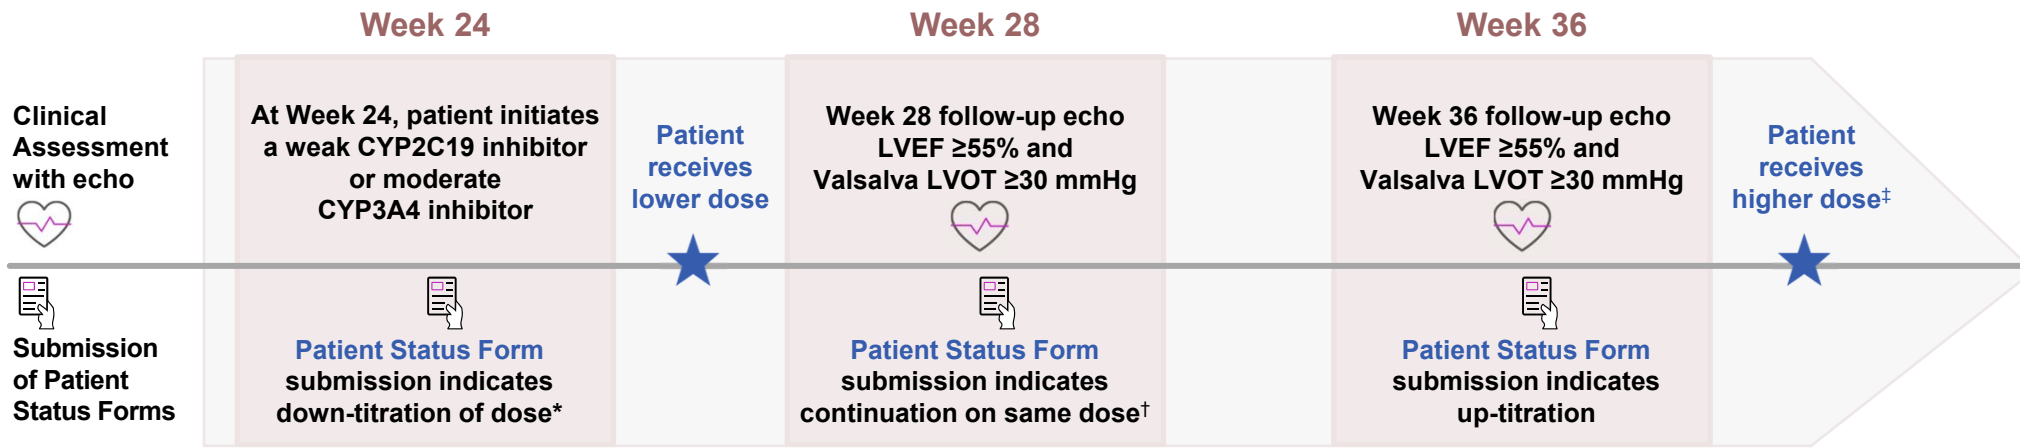 Week 24
Week 28
Week 36
Clinical
Assessment
with echo
At Week 24, patient initiates
a weak CYP2C19 inhibitor
or moderate
CYP3A4 inhibitor
Patient
receives
lower dose
Week 28 follow-up echo
LVEF ≥55% and
Valsalva LVOT ≥30 mmHg
Week 36 follow-up echo
LVEF ≥55% and
Valsalva LVOT ≥30 mmHg
Patient
receives
higher dose‡
Submission
of Patient
Status Forms
Patient Status Form
submission indicates
down-titration of dose*
Patient Status Form
submission indicates
continuation on same dose†
Patient Status Form
submission indicates
up-titration